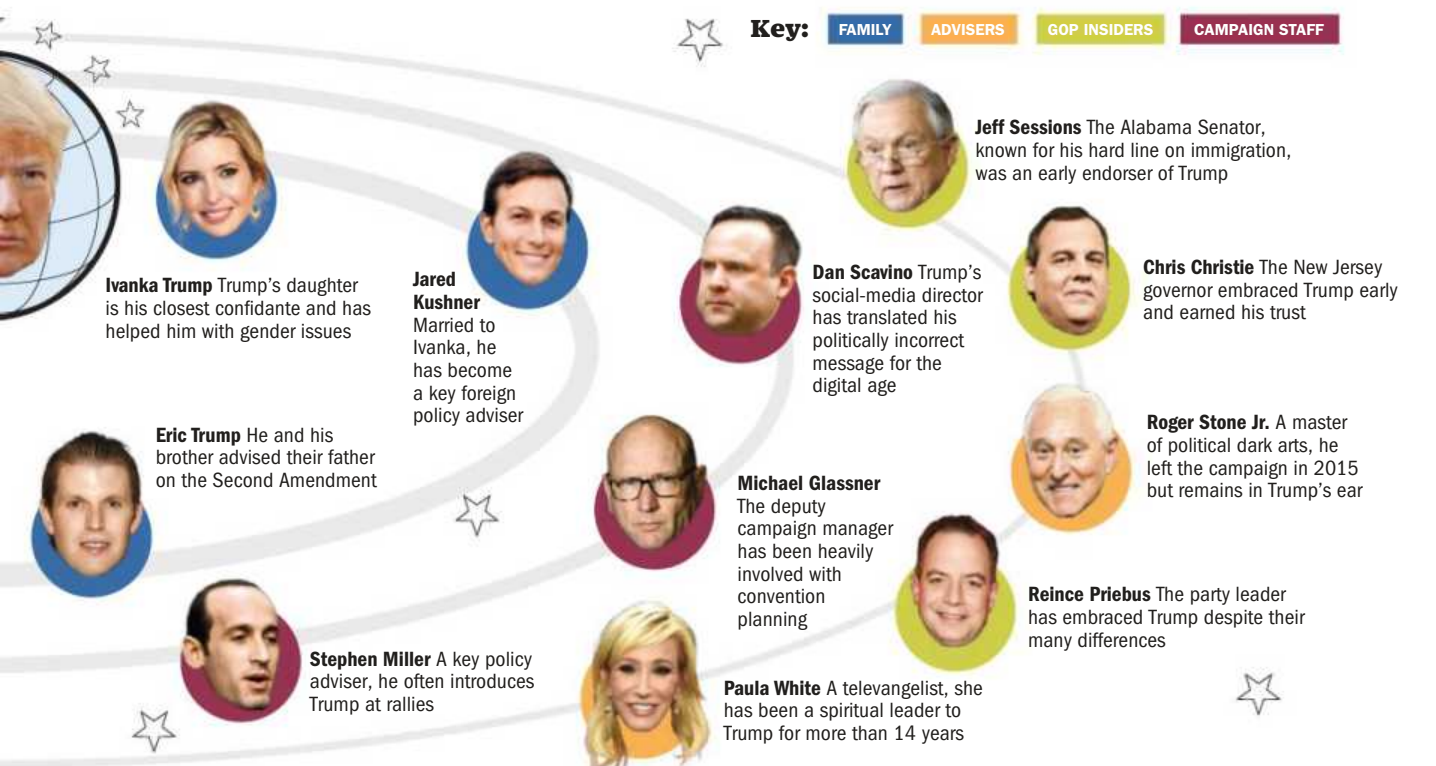 Key: FAMILY ADVISERS GOP INSIDERS CAMPAIGN STAFF
Jeff Sessions The Alabama Senator,
known for his hard line on immigration,
was an early endorser of Trump
Ivanka Trump Trump’s daughter
is his closest confidante and has
helped him with gender issues
Jared
Kushner
Married to
Ivanka, he
has become
a key foreign
policy adviser
Dan Scavino Trump’s
social-media director
has translated his
politically incorrect
message for the
digital age
Chris Christie The New Jersey
governor embraced Trump early
and earned his trust
Eric Trump He and his
brother advised their father
on the Second Amendment
Michael Glassner
The deputy
campaign manager
has been heavily
involved with
convention
planning
Roger Stone Jr. A master
of political dark arts, he
left the campaign in 2015
but remains in Trump’s ear
Reince Priebus The party leader
has embraced Trump despite their
many differences
Stephen Miller A key policy
adviser, he often introduces
Trump at rallies
Paula White A televangelist, she
has been a spiritual leader to
Trump for more than 14 years